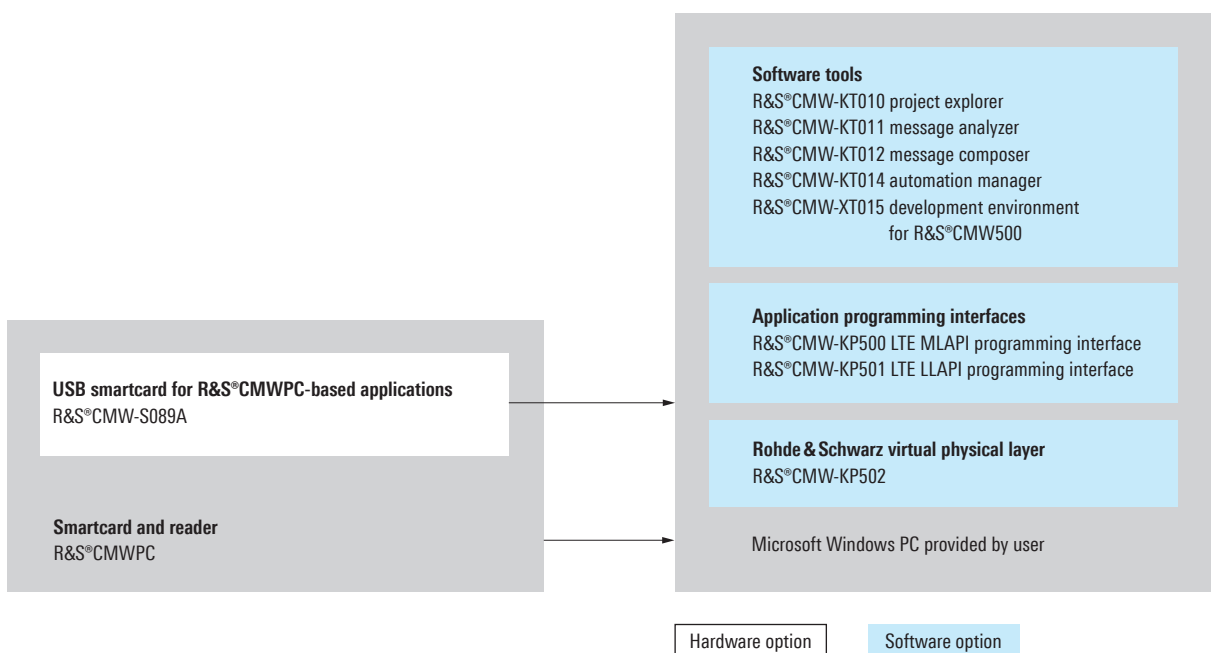 Software tools
R&S®CMW-KT010 project explorer
R&S®CMW-KT011 message analyzer
R&S®CMW-KT012 message composer
R&S®CMW-KT014 automation manager
R&S®CMW-XT015 development environment
for R&S®CMW500
Application programming interfaces
R&S®CMW-KP500 LTE MLAPI programming interface
R&S®CMW-KP501 LTE LLAPI programming interface
USB smartcard for R&S®CMWPC-based applications
R&S®CMW-S089A
Rohde & Schwarz virtual physical layer
R&S®CMW-KP502
Smartcard and reader
R&S®CMWPC
Microsoft Windows PC provided by user
Hardware option
Software option